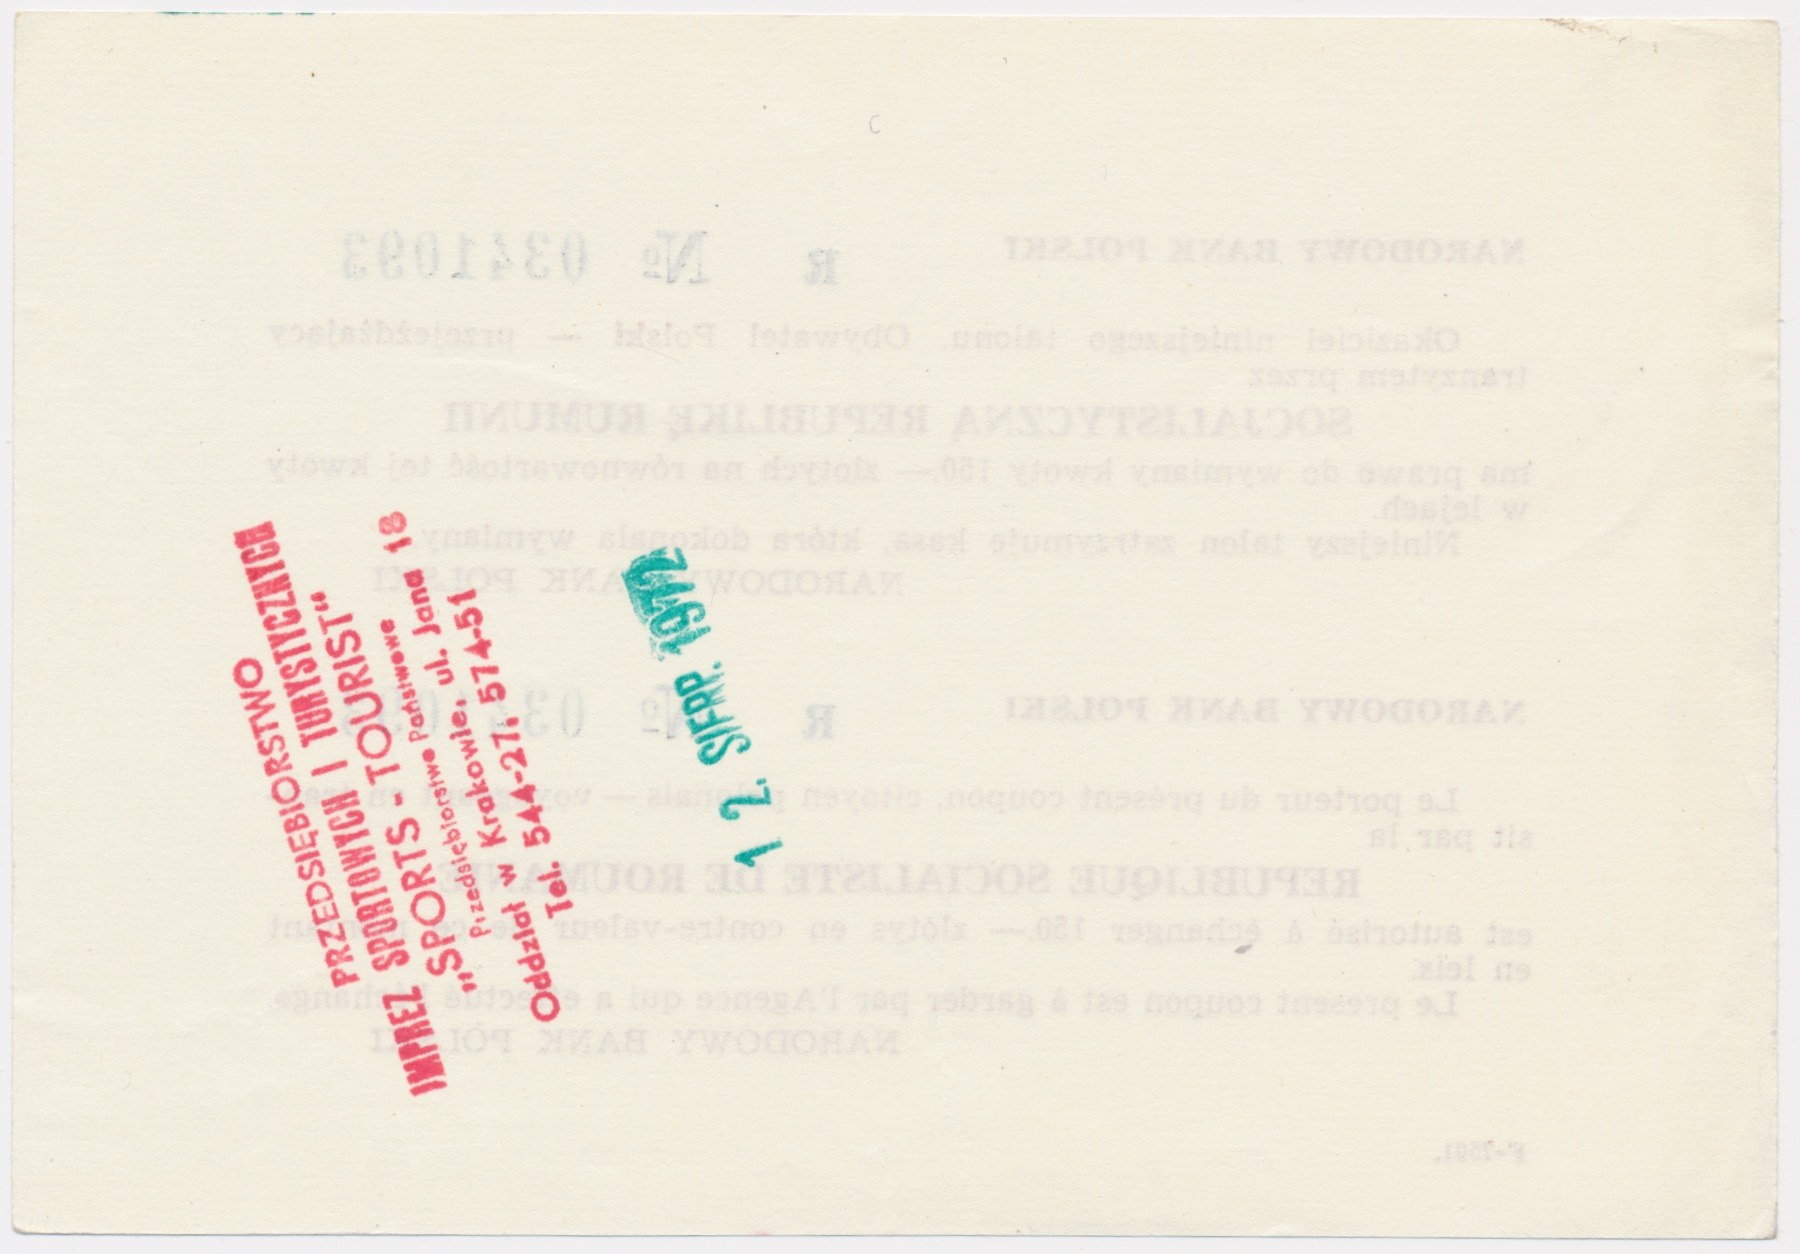 PRZEDSIĘBIORSTWO
IMPREZ SPORTOWYCH I TURYSTYCZNYCH
"SPORTS - TOURIST"
Przedsiębiorstwo Państwowe
Oddział w Krakowie, ul. Jana 18
Tel. 544-27, 574-51
12. SIERP. 1977
NARODOWY BANK POLSKI R № 0341093
Okaziciel niniejszego talonu, Obywatel Polski — przejeżdżający
tranzytem przez
SOCJALISTYCZNĄ REPUBLIKĘ RUMUNII
ma prawo do wymiany kwoty 150.— złotych na równowartość tej kwoty
w lejach.
Niniejszy talon zatrzymuje kasa, która dokonała wymiany.
NARODOWY BANK POLSKI
NARODOWY BANK POLSKI R № 0341093
Le porteur du présent coupon, citoyen polonais — voyageant en tran-
sit par la
REPUBLIQUE SOCIALISTE DE ROUMANIE
est autorisé à échanger 150.— zlótys en contre-valeur de ce montant
en leis.
Le present coupon est à garder par l'Agence qui a effectué l'échange.
NARODOWY BANK POLSKI